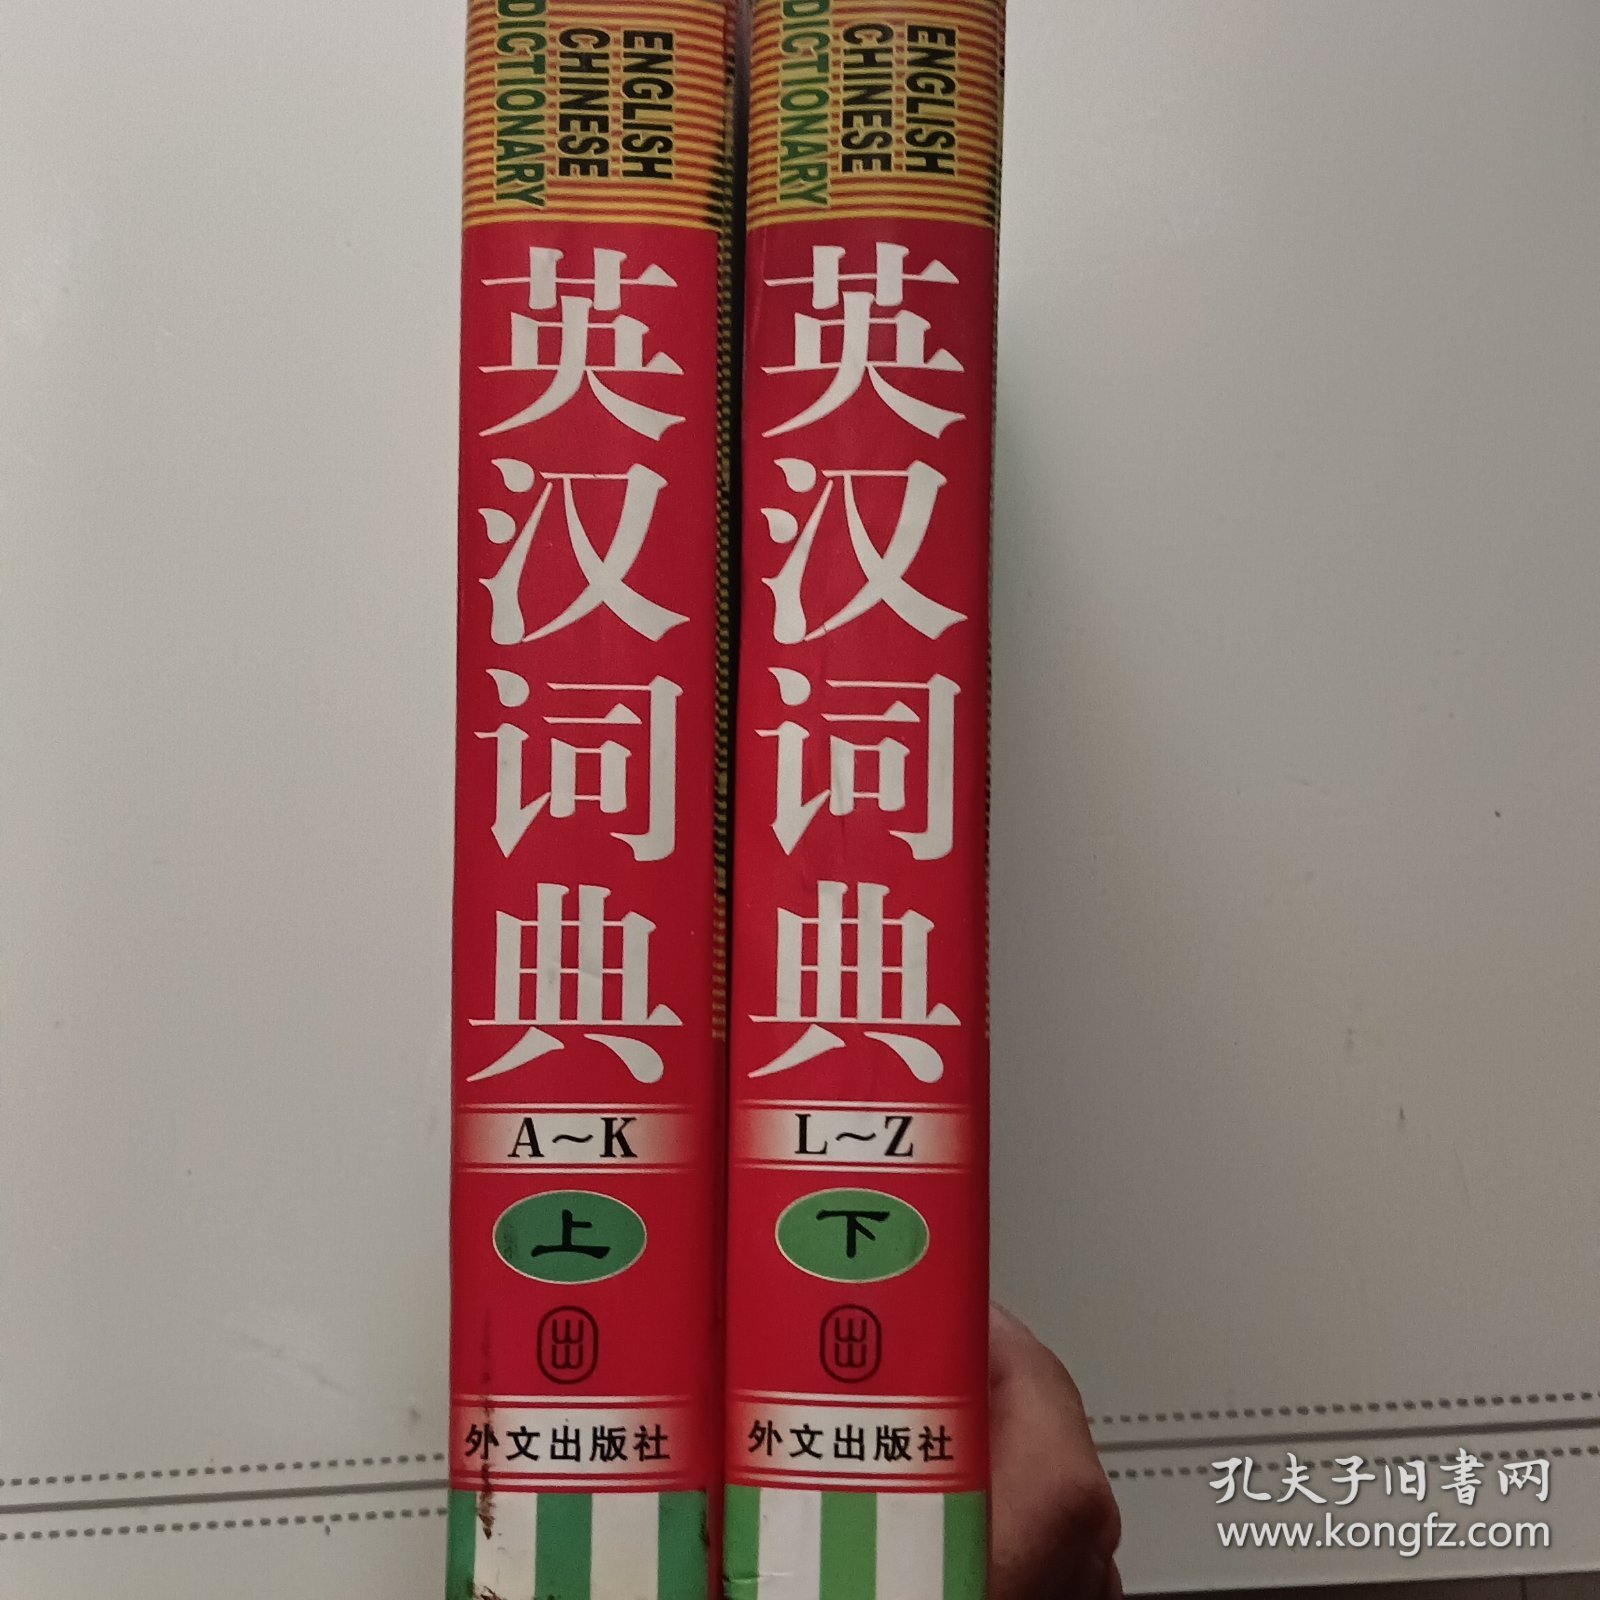 ENGLISH
CHINESE
DICTIONARY
英汉词典
A~K
上
外文出版社
ENGLISH
CHINESE
DICTIONARY
英汉词典
L~Z
下
外文出版社
孔夫子旧书网
www.kongfz.com